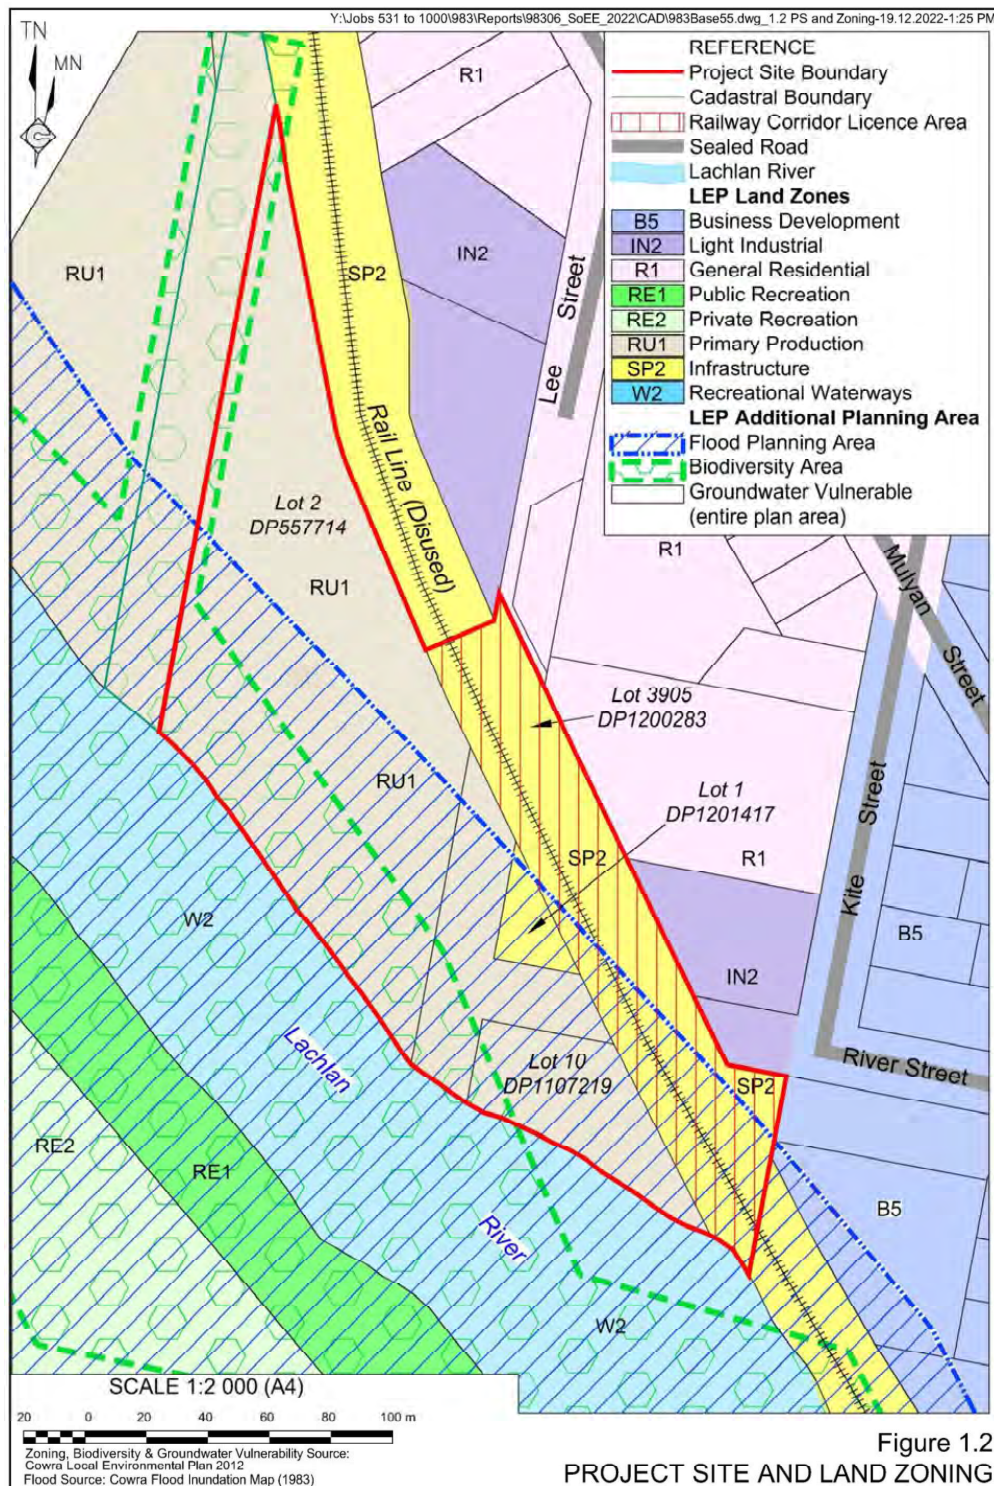 Y:\Jobs 531 to 1000\983\Reports\98306_SoEE_2022\CAD\983Base55.dwg_1.2 PS and Zoning-19.12.2022-1:25 PM
TN
MN
REFERENCE
Project Site Boundary
Cadastral Boundary
Railway Corridor Licence Area
Sealed Road
Lachlan River
LEP Land Zones
B5 Business Development
IN2 Light Industrial
R1 General Residential
RE1 Public Recreation
RE2 Private Recreation
RU1 Primary Production
SP2 Infrastructure
W2 Recreational Waterways
LEP Additional Planning Area
Flood Planning Area
Biodiversity Area
Groundwater Vulnerable
(entire plan area)
R1
IN2
SP2
RU1
Lee Street
Rail Line (Disused)
Lot 2
DP557714
RU1
R1
Mulyan Street
Lot 3905
DP1200283
Lot 1
DP1201417
RU1
SP2
R1
Kite Street
W2
B5
IN2
Lachlan
River
Lot 10
DP1107219
SP2
River Street
RE2
RE1
B5
W2
SCALE 1:2 000 (A4)
20 0 20 40 60 80 100 m
Zoning, Biodiversity & Groundwater Vulnerability Source:
Cowra Local Environmental Plan 2012
Flood Source: Cowra Flood Inundation Map (1983)
Figure 1.2
PROJECT SITE AND LAND ZONING